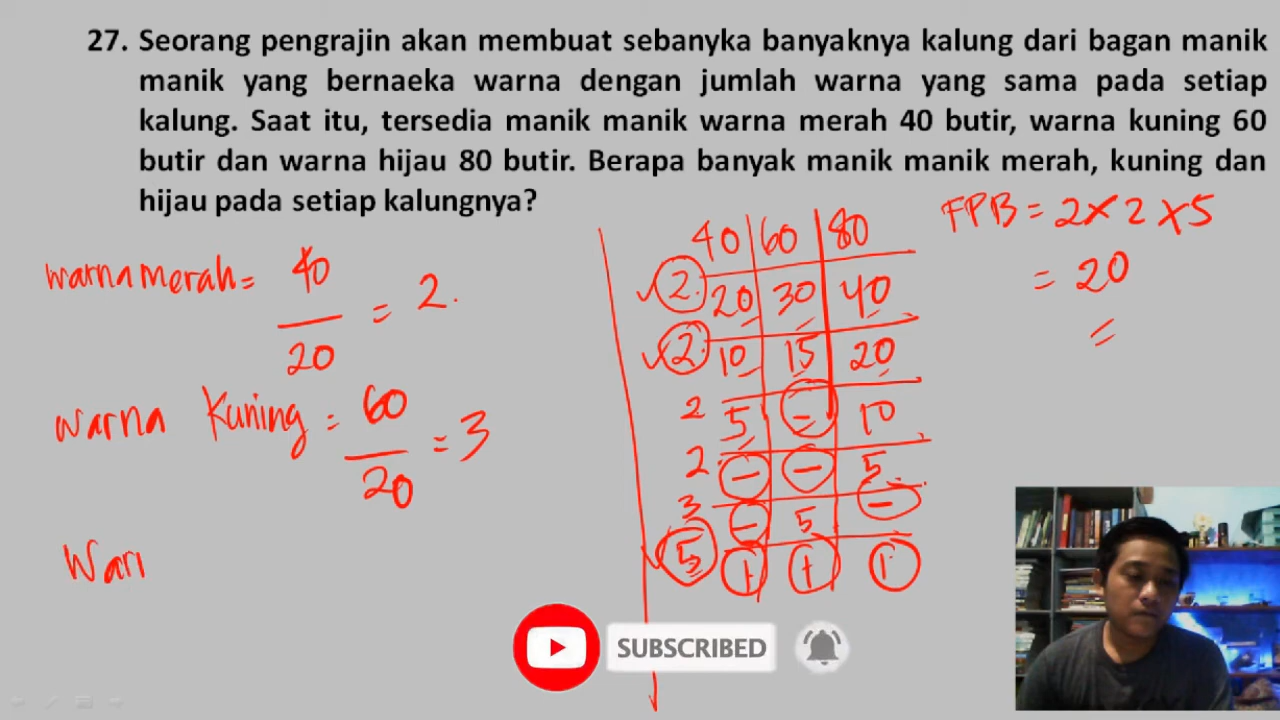 27. Seorang pengrajin akan membuat sebanyka banyaknya kalung dari bagan manik
manik yang bernaeka warna dengan jumlah warna yang sama pada setiap
kalung. Saat itu, tersedia manik manik warna merah 40 butir, warna kuning 60
butir dan warna hijau 80 butir. Berapa banyak manik manik merah, kuning dan
hijau pada setiap kalungnya?
warna merah = 40
20
= 2.
warna kuning = 60
20
= 3
War
40 60 80
2 20 30 40
2 10 15 20
2 5 - 10
2 - - 5
3 - 5 -
5 1 1 1
FPB = 2 x 2 x 5
= 20
=
SUBSCRIBED